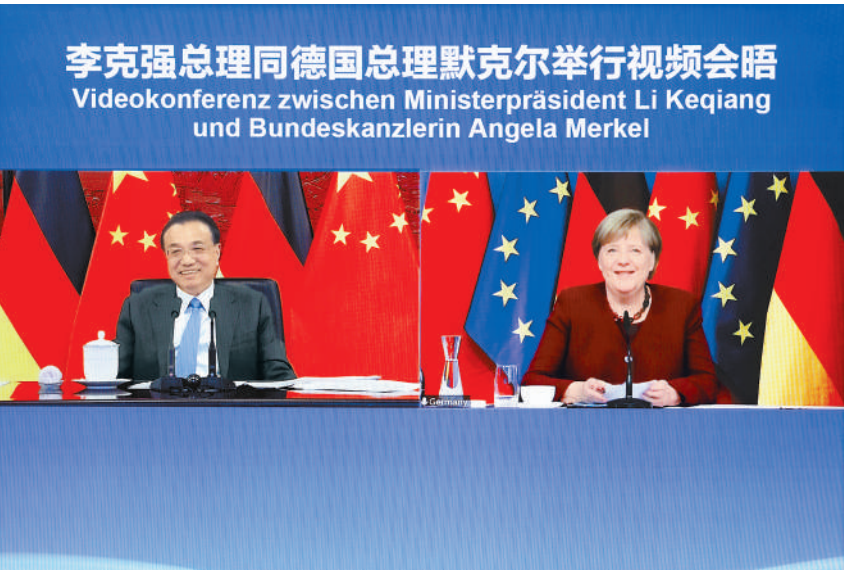 李克强总理同德国总理默克尔举行视频会晤
Videokonferenz zwischen Ministerpräsident Li Keqiang
und Bundeskanzlerin Angela Merkel
Germany